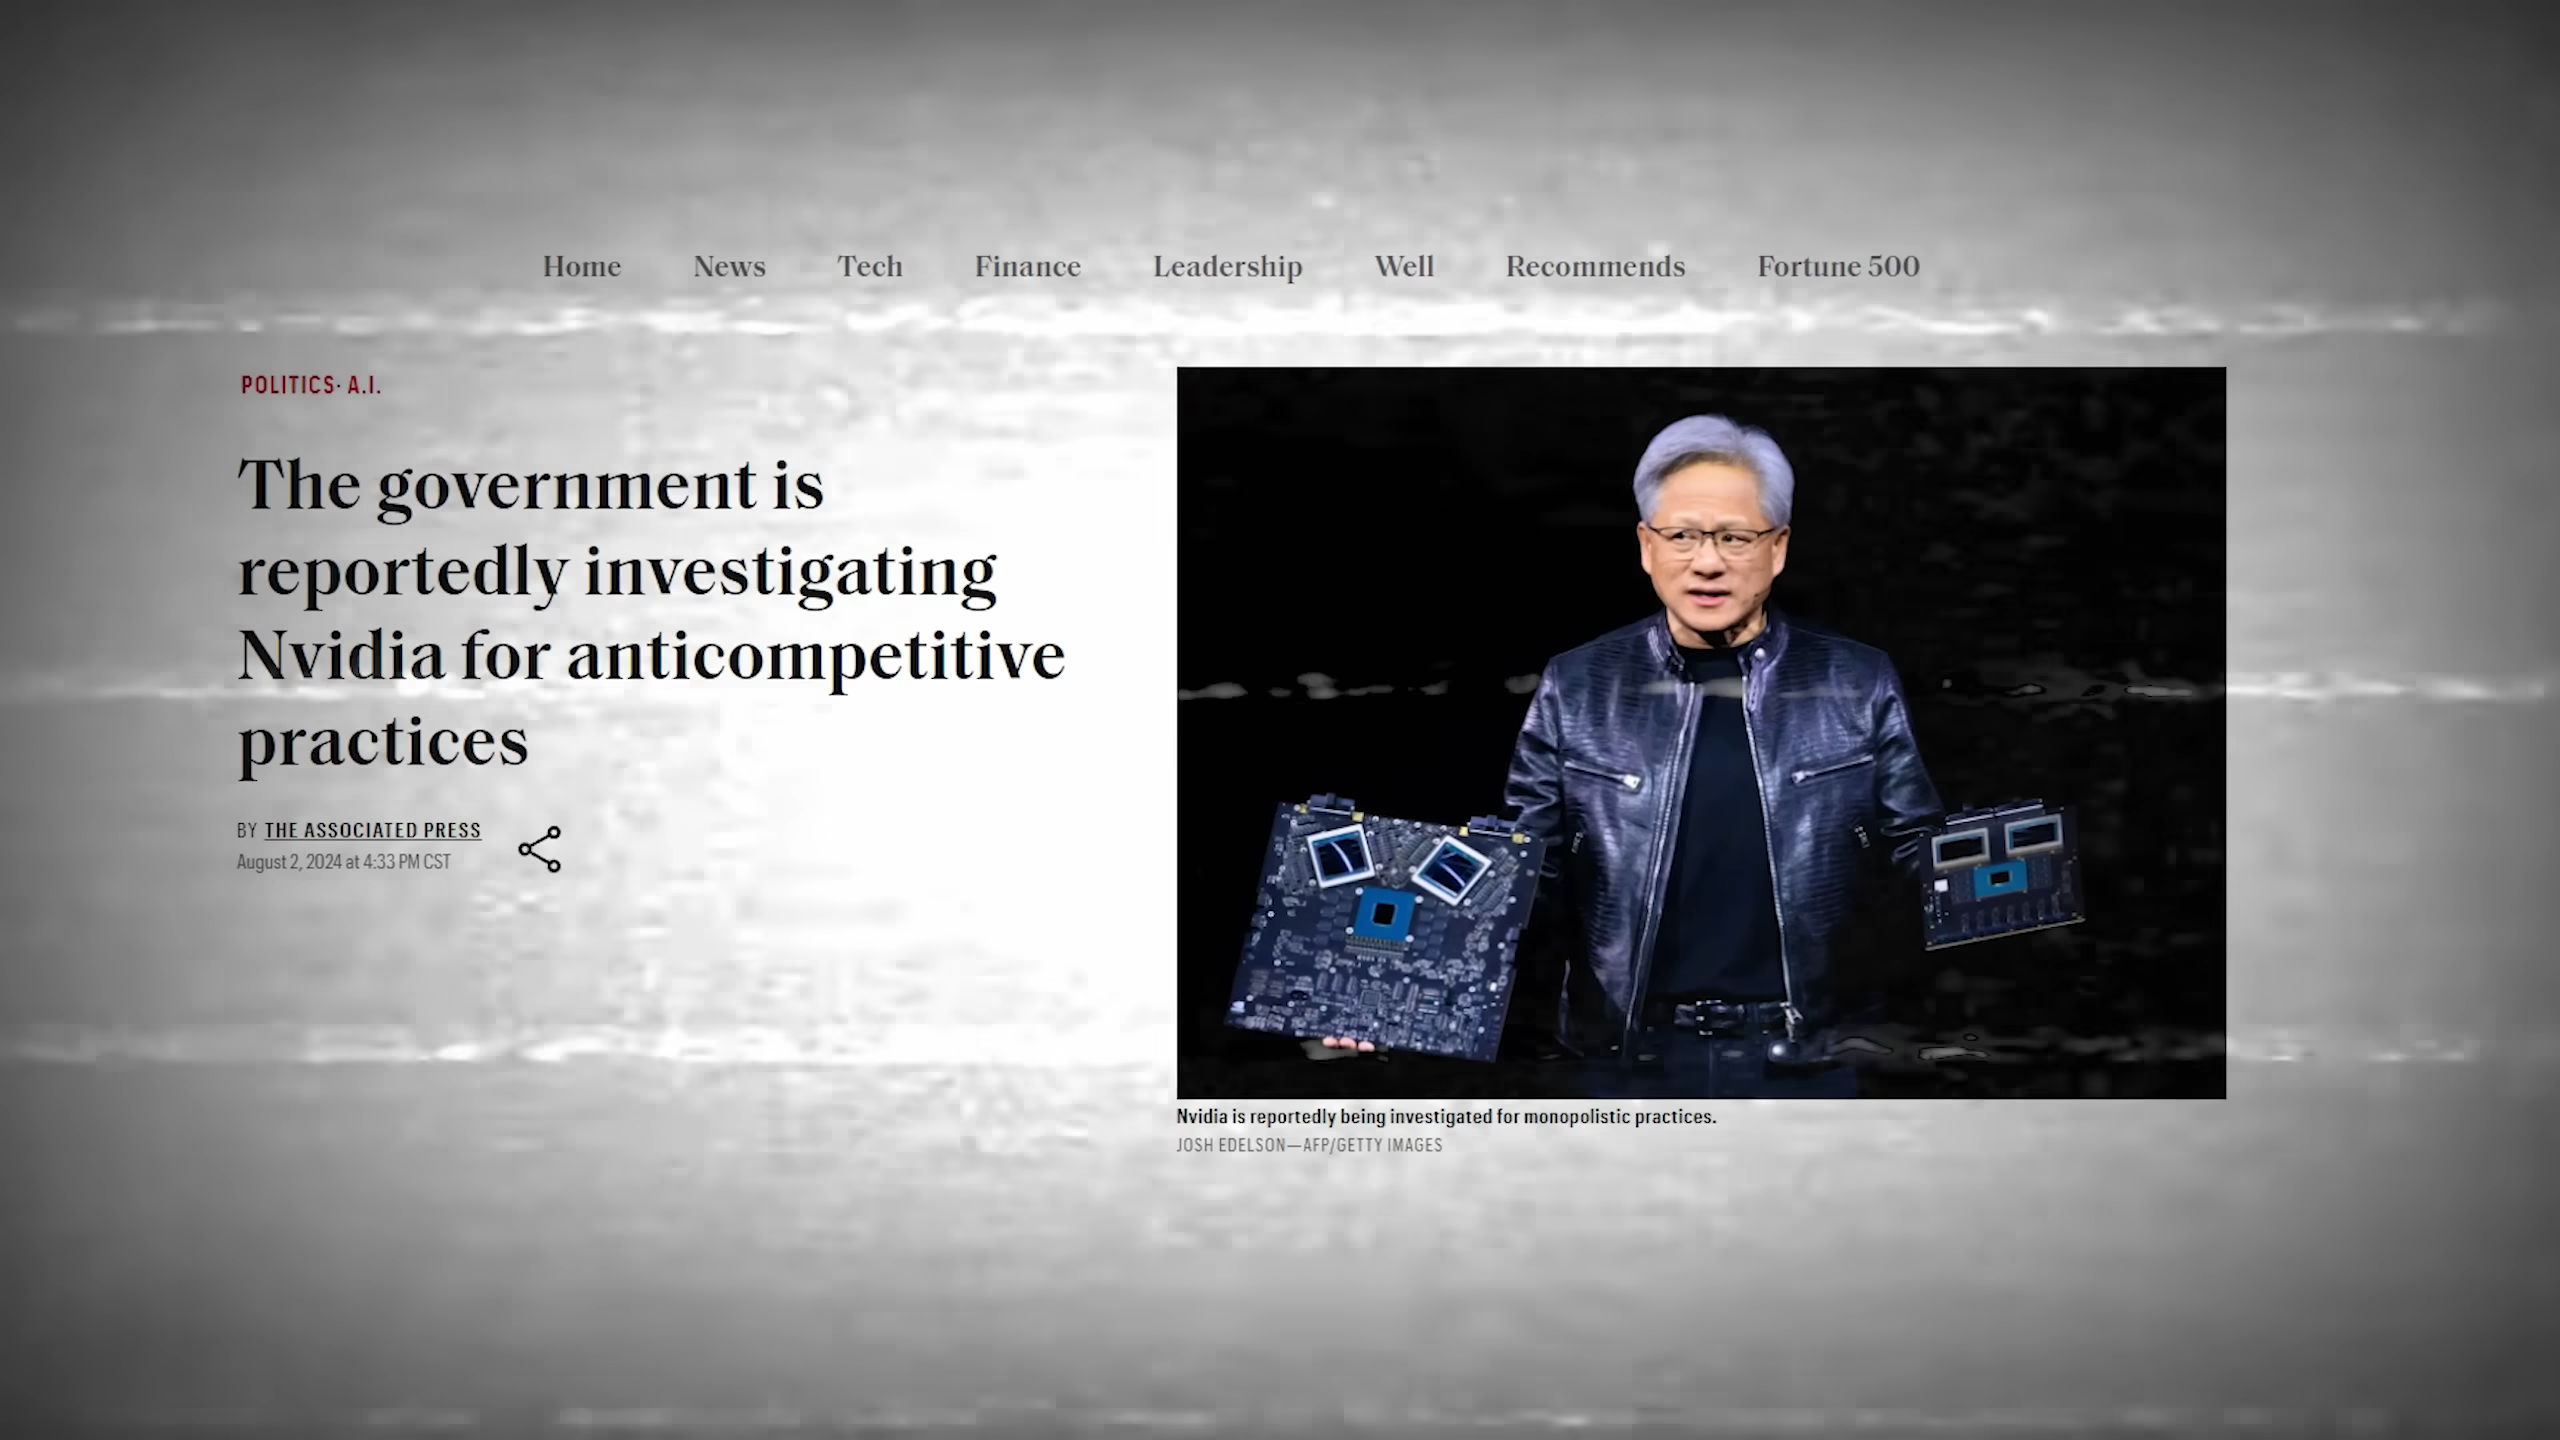 Home News Tech Finance Leadership Well Recommends Fortune 500
POLITICS· A.I.
The government is
reportedly investigating
Nvidia for anticompetitive
practices
BY THE ASSOCIATED PRESS
August 2, 2024 at 4:33 PM CST
Nvidia is reportedly being investigated for monopolistic practices.
JOSH EDELSON—AFP/GETTY IMAGES